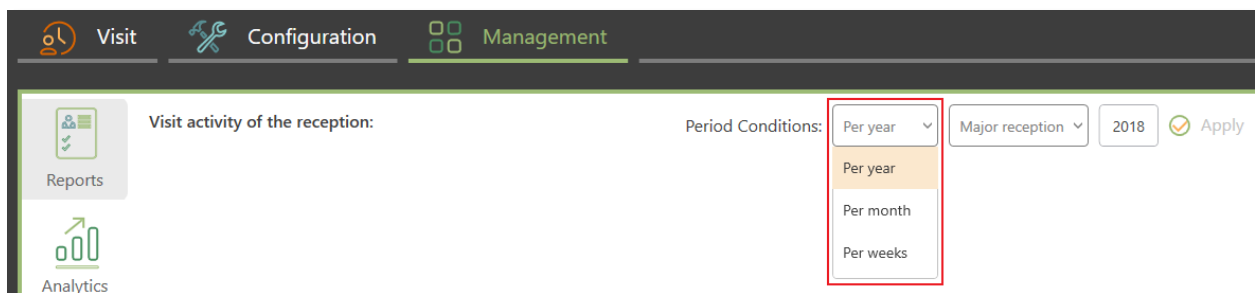 Visit Configuration Management
Visit activity of the reception: Period Conditions: Per year Major reception 2018 Apply
Per year
Per month
Per weeks
Reports
Analytics